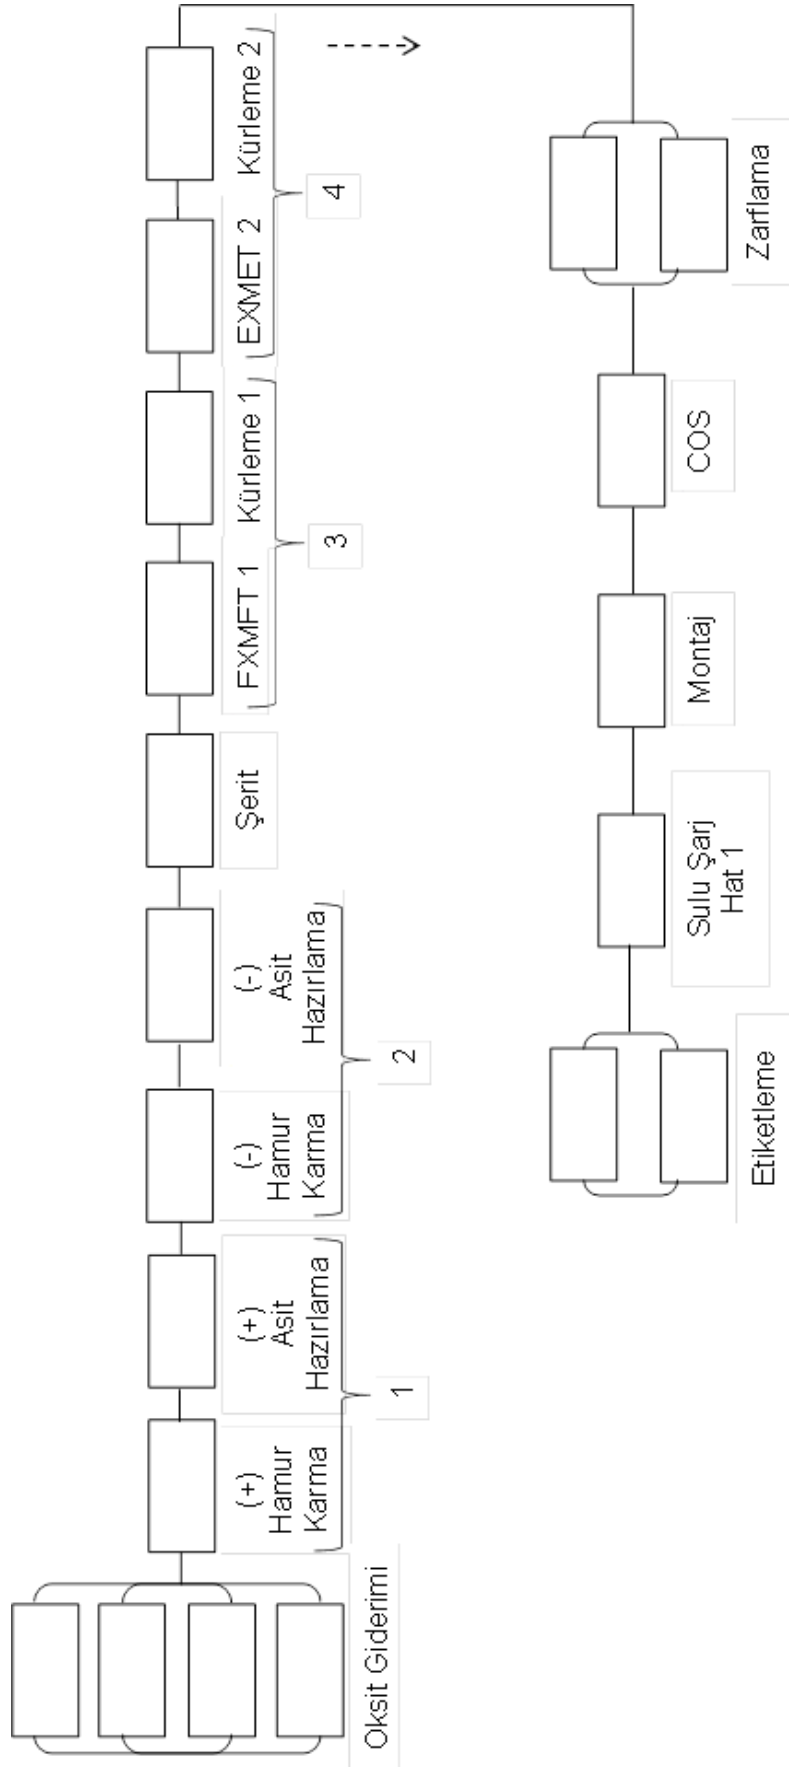 Oksit Giderimi
(+)
Hamur
Karma
(+)
Asit
Hazırlama
1
(-)
Hamur
Karma
(-)
Asit
Hazırlama
2
Şerit
FXMFT 1
Kürleme 1
3
EXMET 2
Kürleme 2
4
Zarflama
COS
Montaj
Sulu Şarj
Hat 1
Etiketleme